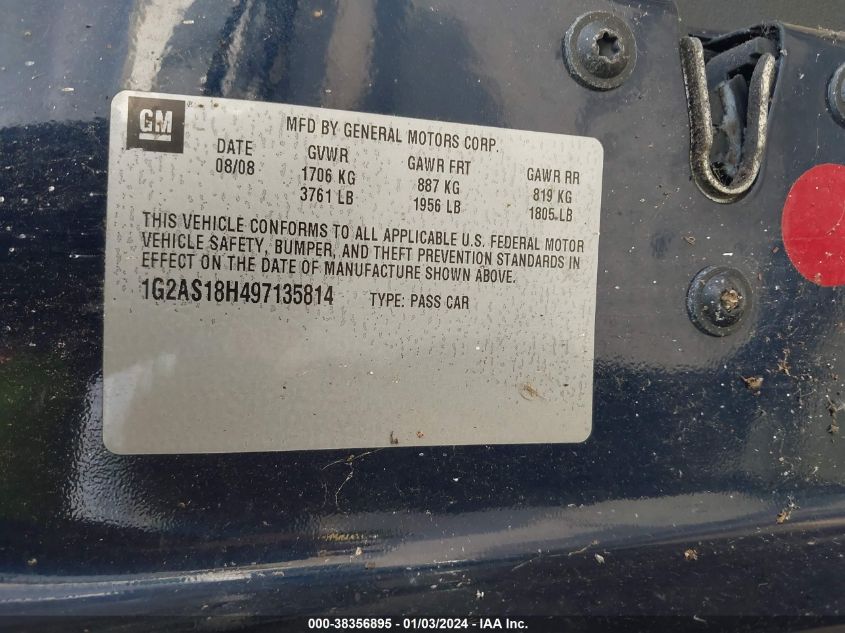 GM
MFD BY GENERAL MOTORS CORP.
DATE GVWR GAWR FRT GAWR RR
08/08 1706 KG 887 KG 819 KG
3761 LB 1956 LB 1805 LB
THIS VEHICLE CONFORMS TO ALL APPLICABLE U.S. FEDERAL MOTOR
VEHICLE SAFETY, BUMPER, AND THEFT PREVENTION STANDARDS IN
EFFECT ON THE DATE OF MANUFACTURE SHOWN ABOVE.
1G2AS18H497135814 TYPE: PASS CAR
000-38356895 - 01/03/2024 - IAA Inc.